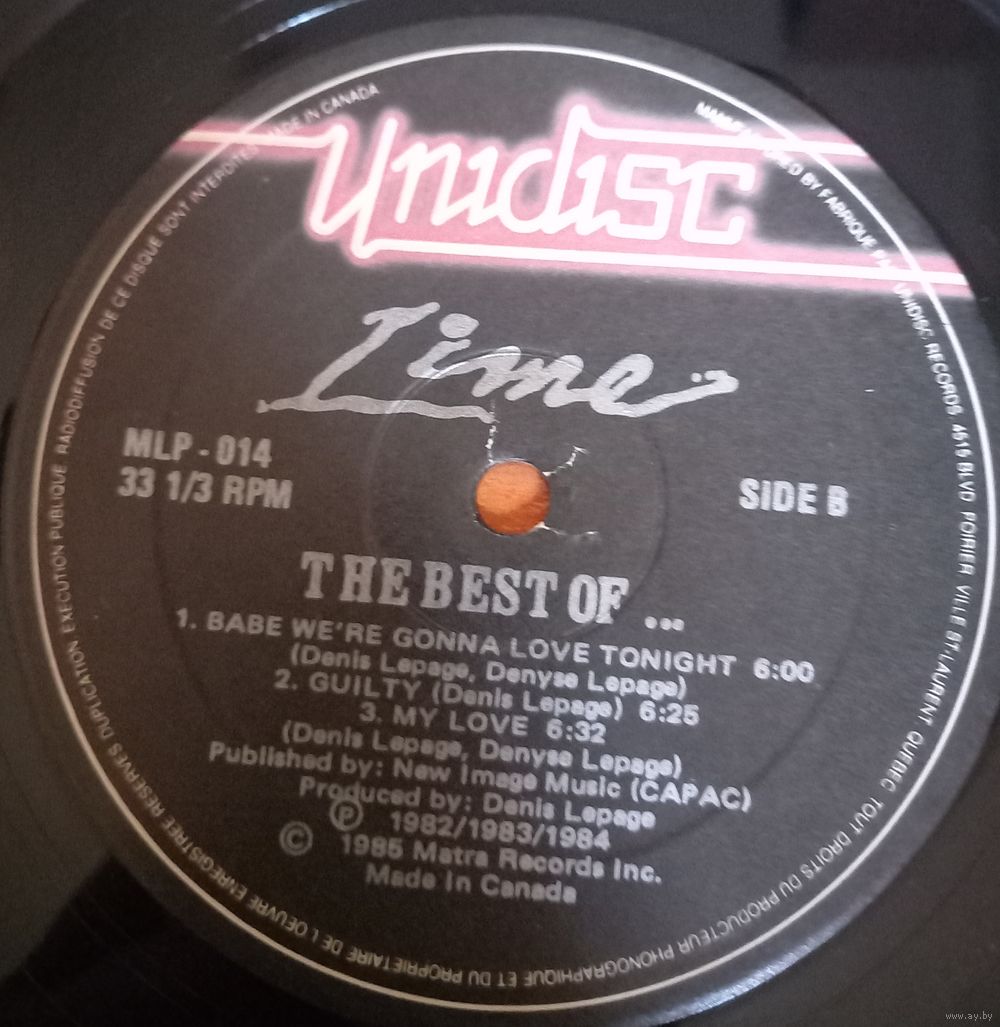 Unidisc
Lime
MLP - 014
33 1/3 RPM
SIDE B
THE BEST OF ...
1. BABE WE'RE GONNA LOVE TONIGHT 6:00
(Denis Lepage, Denyse Lepage)
2. GUILTY (Denis Lepage) 6:25
3. MY LOVE 6:32
(Denis Lepage, Denyse Lepage)
Published by: New Image Music (CAPAC)
Produced by: Denis Lepage
Ⓟ 1982/1983/1984
© 1985 Matra Records Inc.
Made In Canada
MANUFACTURED BY FABRIQUE PAR UNIDISC RECORDS 4515 BLVD POIRIER VILLE ST-LAURENT QUEBEC TOUT DROITS DU PRODUCTEUR PHONOGRAPHIQUE ET DU PROPRIETAIRE DE L OEUVRE ENREGISTREE RESERVES DUPLICATION EXECUTION PUBLIQUE RADIODIFFUSION DE CE DISQUE SONT INTERDITES MADE IN CANADA
www.ay.by